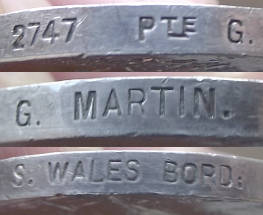 2747 PTE G.
G. MARTIN.
S. WALES BORD: